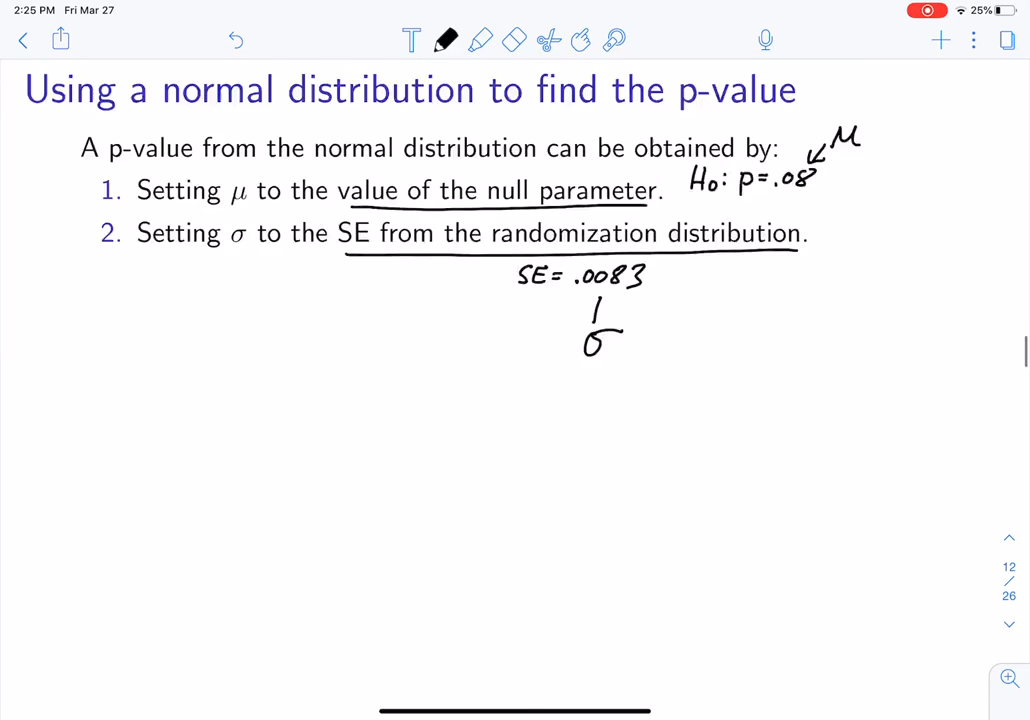 2:25 PM Fri Mar 27
25%
T
Using a normal distribution to find the p-value
A p-value from the normal distribution can be obtained by:
μ
1. Setting μ to the value of the null parameter.
H₀: p=.08
2. Setting σ to the SE from the randomization distribution.
SE = .0083
σ
12
/
26